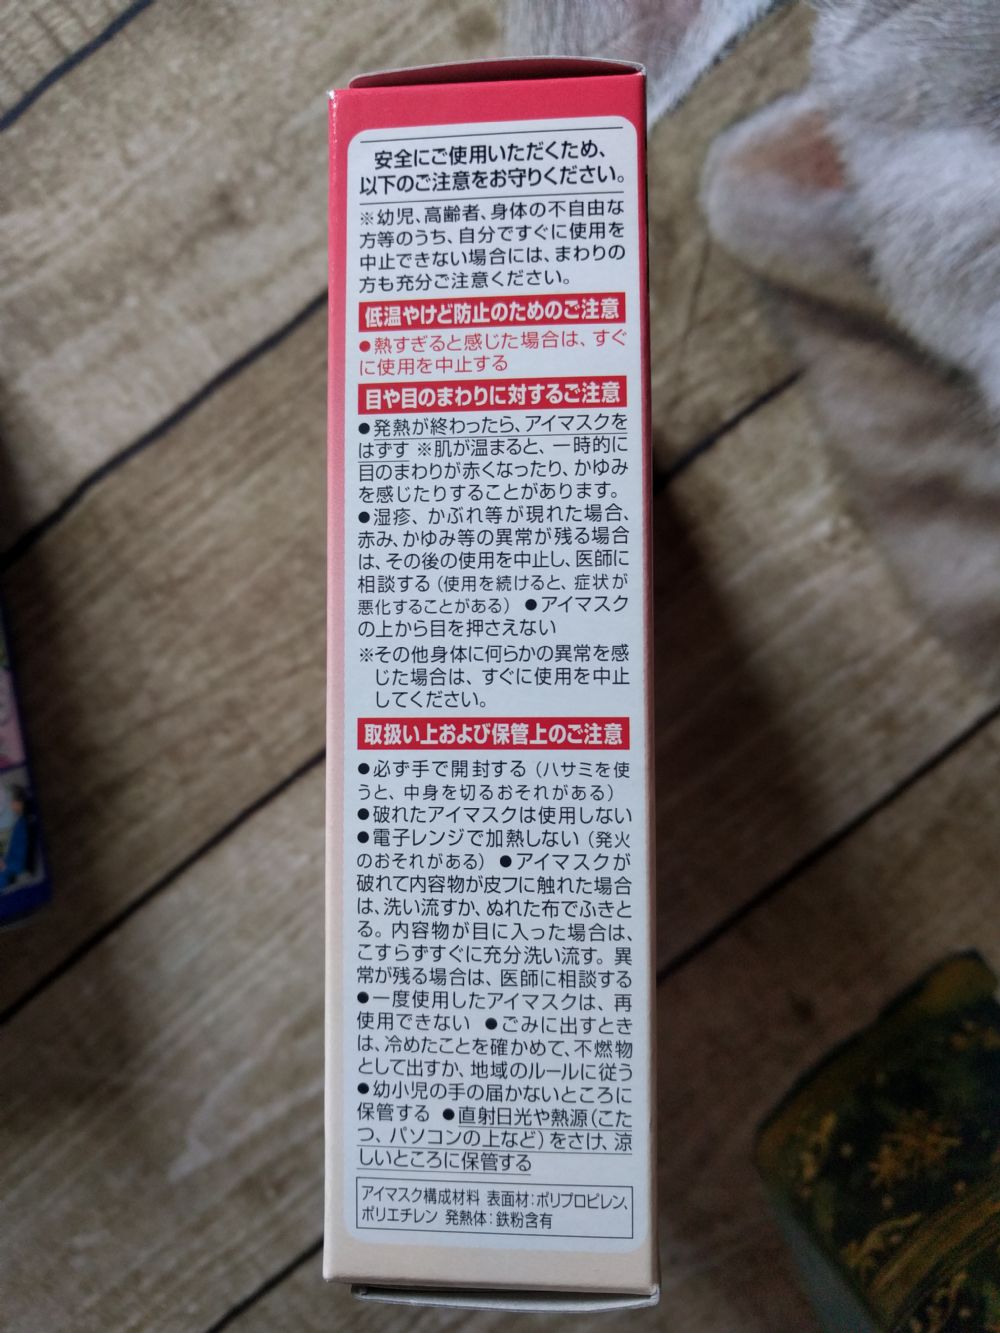 安全にご使用いただくため、
以下のご注意をお守りください。
※幼児、高齢者、身体の不自由な
方等のうち、自分ですぐに使用を
中止できない場合には、まわりの
方も充分ご注意ください。
低温やけど防止のためのご注意
●熱すぎると感じた場合は、すぐ
に使用を中止する
目や目のまわりに対するご注意
●発熱が終わったら、アイマスクを
はずす ※肌が温まると、一時的に
目のまわりが赤くなったり、かゆみ
を感じたりすることがあります。
●湿疹、かぶれ等が現れた場合、
赤み、かゆみ等の異常が残る場合
は、その後の使用を中止し、医師に
相談する（使用を続けると、症状が
悪化することがある） ●アイマスク
の上から目を押さえない
※その他身体に何らかの異常を感
じた場合は、すぐに使用を中止
してください。
取扱い上および保管上のご注意
●必ず手で開封する（ハサミを使
うと、中身を切るおそれがある）
●破れたアイマスクは使用しない
●電子レンジで加熱しない（発火
のおそれがある） ●アイマスクが
破れて内容物が皮フに触れた場合
は、洗い流すか、ぬれた布でふきと
る。内容物が目に入った場合は、
こすらずすぐに充分洗い流す。異
常が残る場合は、医師に相談する
●一度使用したアイマスクは、再
使用できない ●ごみに出すとき
は、冷めたことを確かめて、不燃物
として出すか、地域のルールに従う
●幼小児の手の届かないところに
保管する ●直射日光や熱源（こた
つ、パソコンの上など）をさけ、涼
しいところに保管する
アイマスク構成材料 表面材：ポリプロピレン、
ポリエチレン 発熱体：鉄粉含有